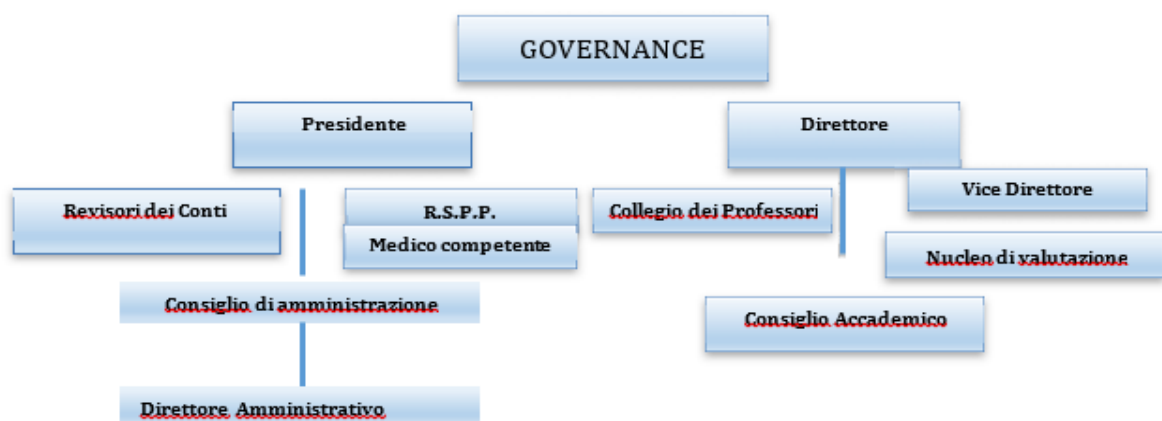 GOVERNANCE
Presidente
Direttore
Revisori dei Conti
R.S.P.P.
Medico competente
Collegio dei Professori
Vice Direttore
Nucleo di valutazione
Consiglio di amministrazione
Consiglio Accademico
Direttore Amministrativo